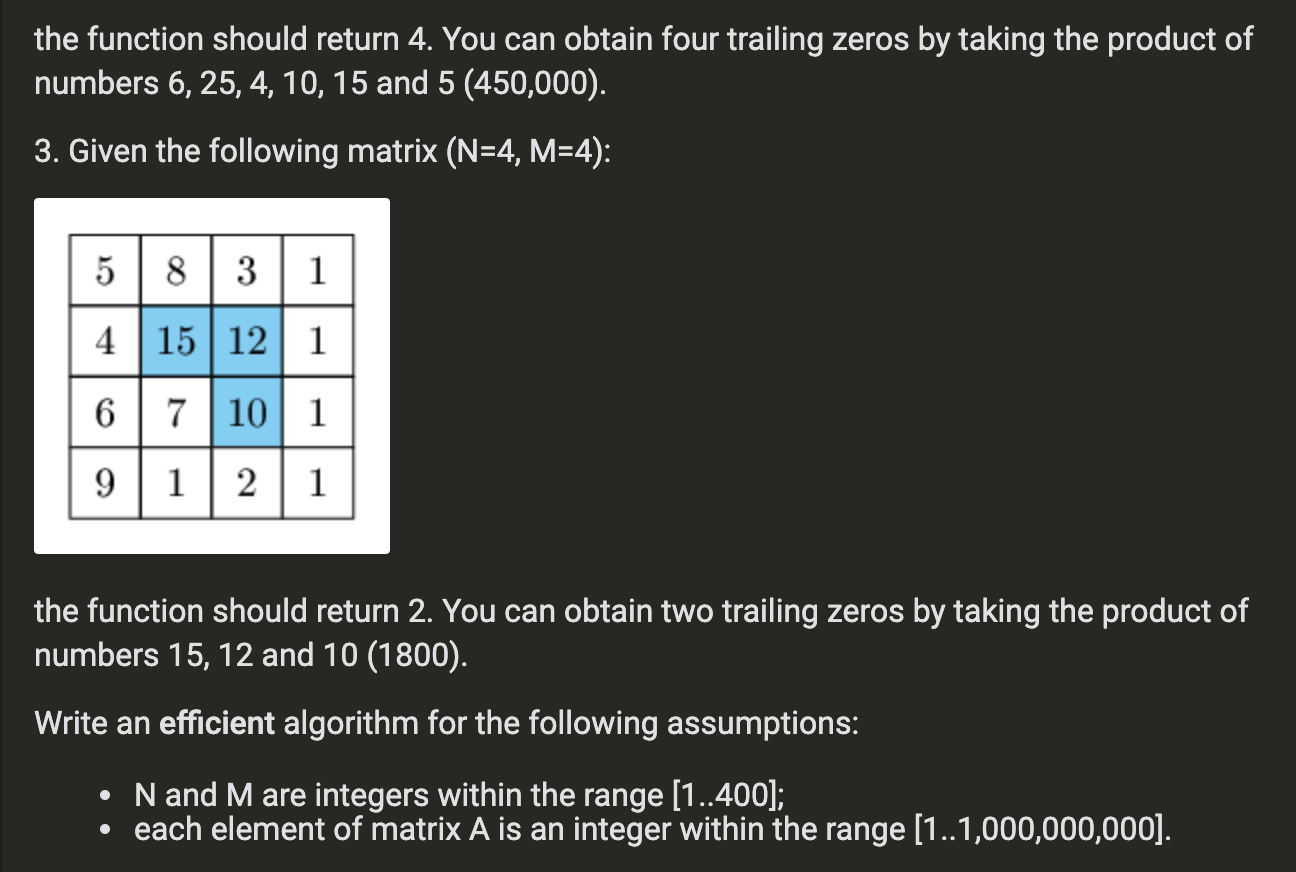 the function should return 4. You can obtain four trailing zeros by taking the product of
numbers 6, 25, 4, 10, 15 and 5 (450,000).
3. Given the following matrix (N=4, M=4):
5 8 3 1
4 15 12 1
6 7 10 1
9 1 2 1
the function should return 2. You can obtain two trailing zeros by taking the product of
numbers 15, 12 and 10 (1800).
Write an efficient algorithm for the following assumptions:
• N and M are integers within the range [1..400];
• each element of matrix A is an integer within the range [1..1,000,000,000].